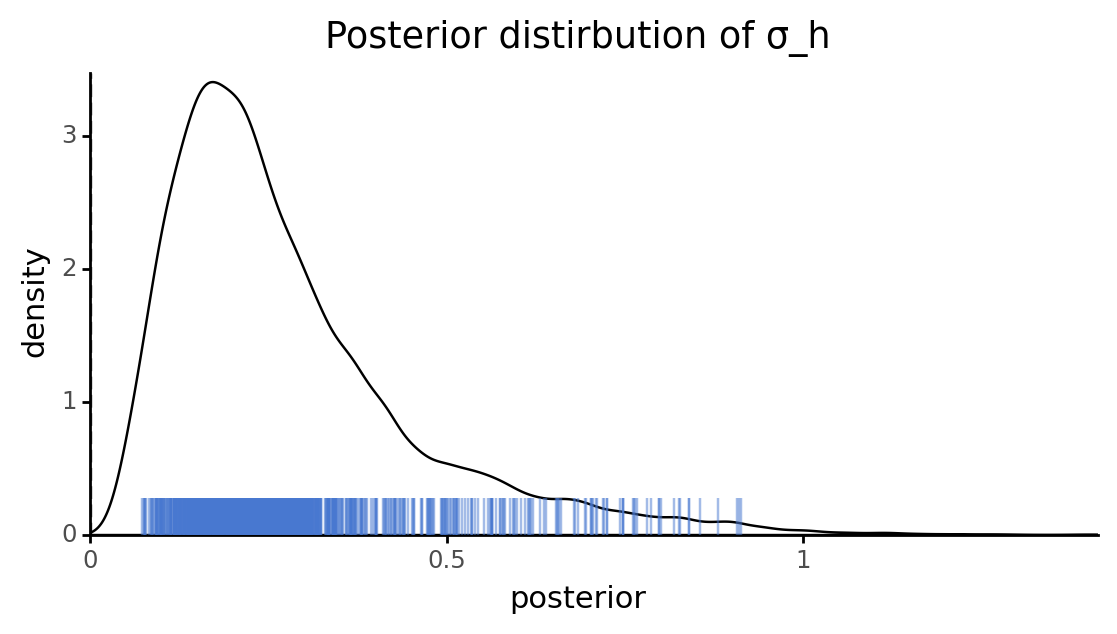 Posterior distirbution of σ_h
density
3
2
1
0
0
0.5
1
posterior